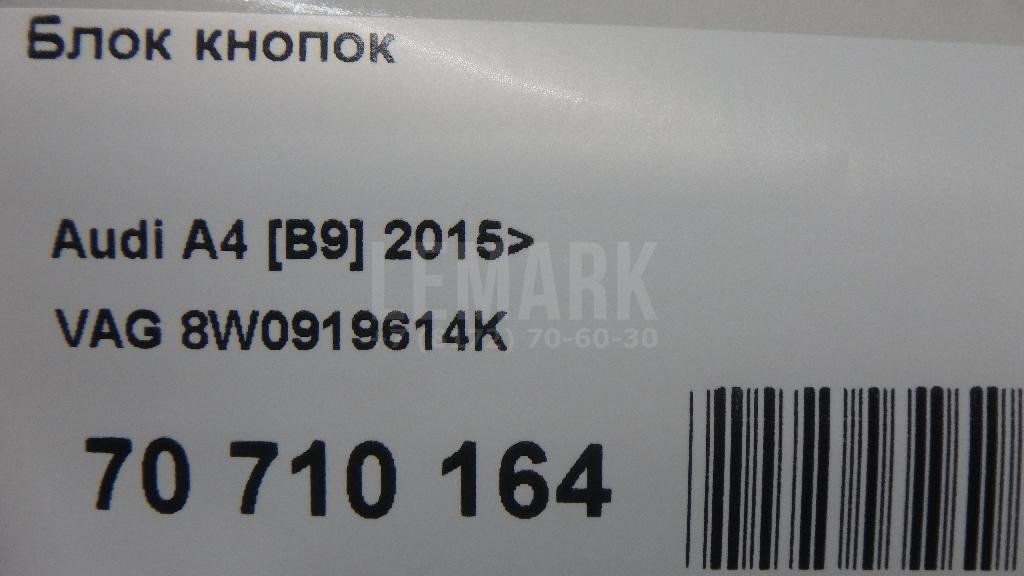 Блок кнопок
Audi A4 [B9] 2015>
LEMARK
VAG 8W0919614K
70-60-30
70 710 164